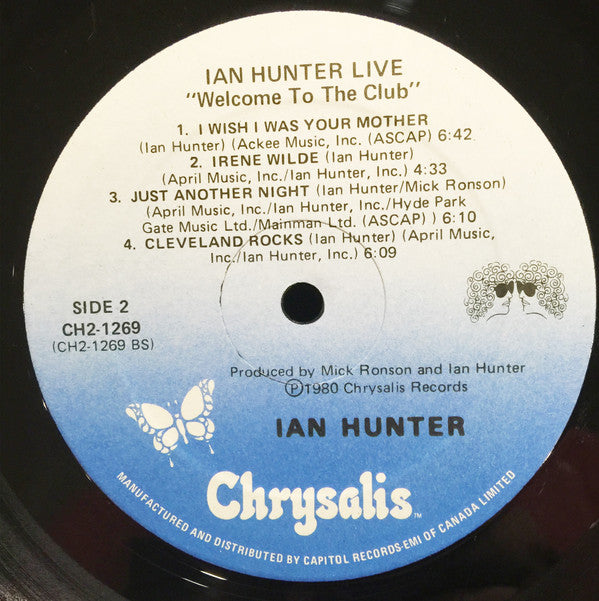 IAN HUNTER LIVE
"Welcome To The Club"
1. I WISH I WAS YOUR MOTHER
(Ian Hunter) (Ackee Music, Inc. (ASCAP) 6:42
2. IRENE WILDE (Ian Hunter)
(April Music, Inc./Ian Hunter, Inc.) 4:33
3. JUST ANOTHER NIGHT (Ian Hunter/Mick Ronson)
(April Music, Inc./Ian Hunter, Inc/Hyde Park
Gate Music Ltd./Mainman Ltd. (ASCAP) ) 6:10
4. CLEVELAND ROCKS (Ian Hunter) (April Music,
Inc./Ian Hunter, Inc.) 6:09
SIDE 2
CH2-1269
(CH2-1269 BS)
Produced by Mick Ronson and Ian Hunter
Ⓟ1980 Chrysalis Records
IAN HUNTER
Chrysalis™
MANUFACTURED AND DISTRIBUTED BY CAPITOL RECORDS-EMI OF CANADA LIMITED